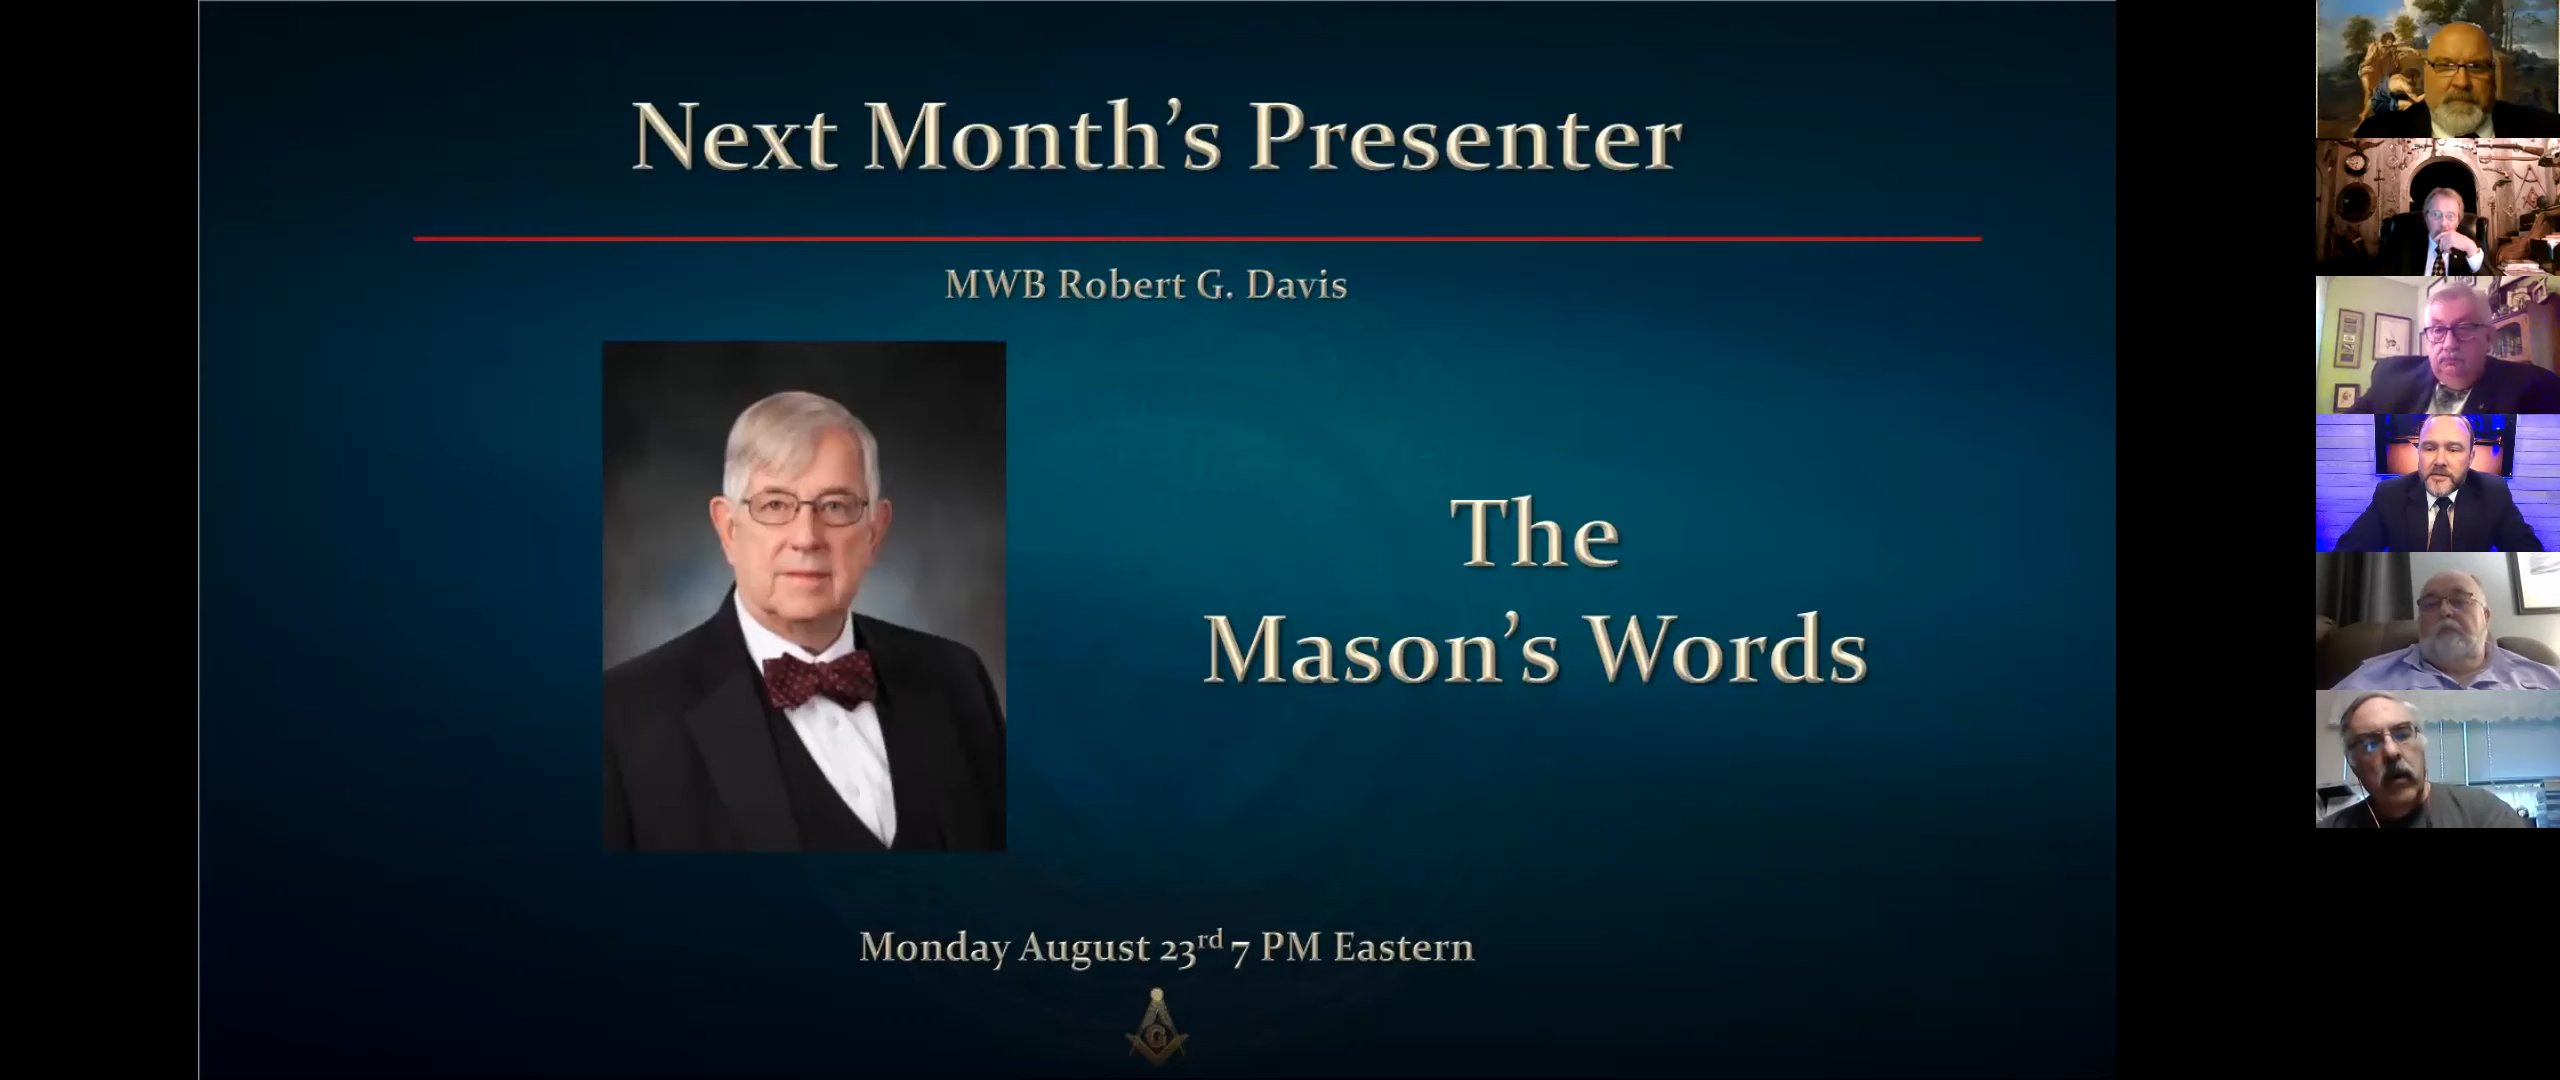 Next Month’s Presenter
MWB Robert G. Davis
The
Mason’s Words
Monday August 23rd 7 PM Eastern
G